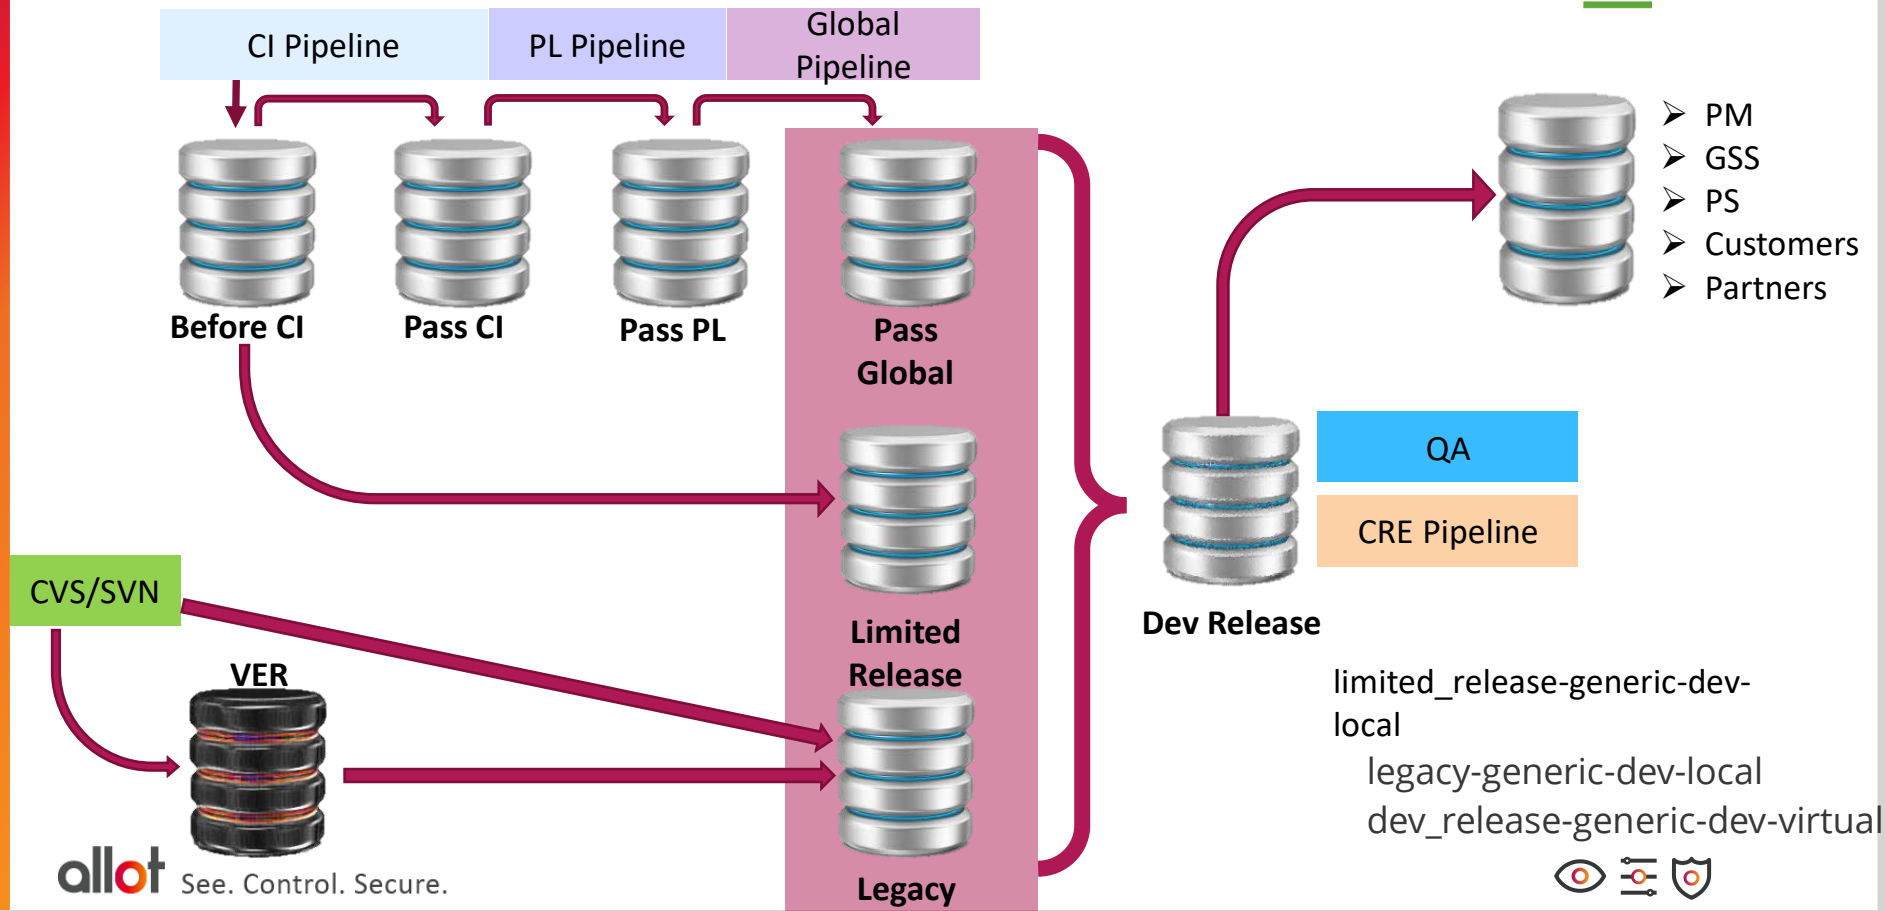 CI Pipeline
PL Pipeline
Global
Pipeline
Before CI
Pass CI
Pass PL
Pass
Global
➢ PM
➢ GSS
➢ PS
➢ Customers
➢ Partners
QA
CRE Pipeline
Dev Release
CVS/SVN
VER
Limited
Release
Legacy
limited_release-generic-dev-
local
legacy-generic-dev-local
dev_release-generic-dev-virtual
allot See. Control. Secure.